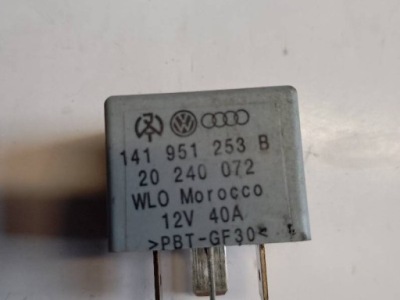 141 951 253 B
20 240 072
WLO Morocco
12V 40A
>PBT-GF30<